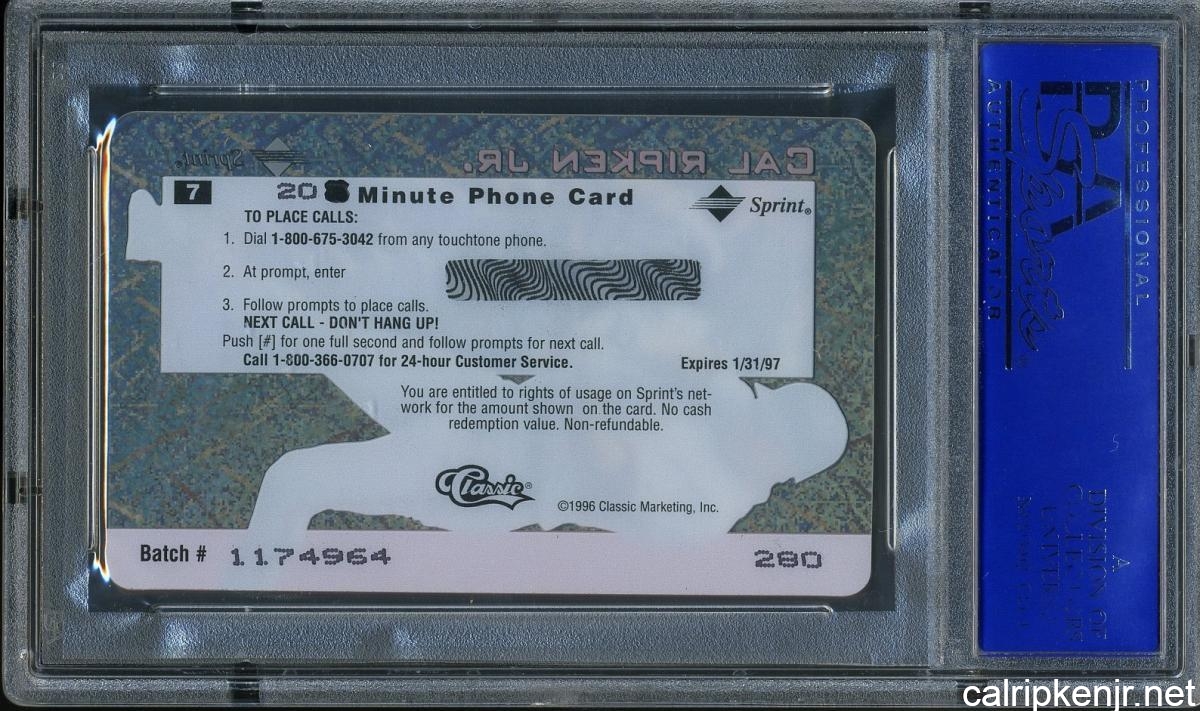 Sprint®
CAL RIPKEN JR.
7
20 Minute Phone Card
Sprint®
TO PLACE CALLS:
1. Dial 1-800-675-3042 from any touchtone phone.
2. At prompt, enter
3. Follow prompts to place calls.
NEXT CALL - DON'T HANG UP!
Push [#] for one full second and follow prompts for next call.
Call 1-800-366-0707 for 24-hour Customer Service.
Expires 1/31/97
You are entitled to rights of usage on Sprint's net-
work for the amount shown on the card. No cash
redemption value. Non-refundable.
Classic®
©1996 Classic Marketing, Inc.
Batch # 1174964
280
PROFESSIONAL
PSA
AUTHENTICATOR
A
DIVISION OF
COLLECTORS
UNIVERSE
calripkenjr.net